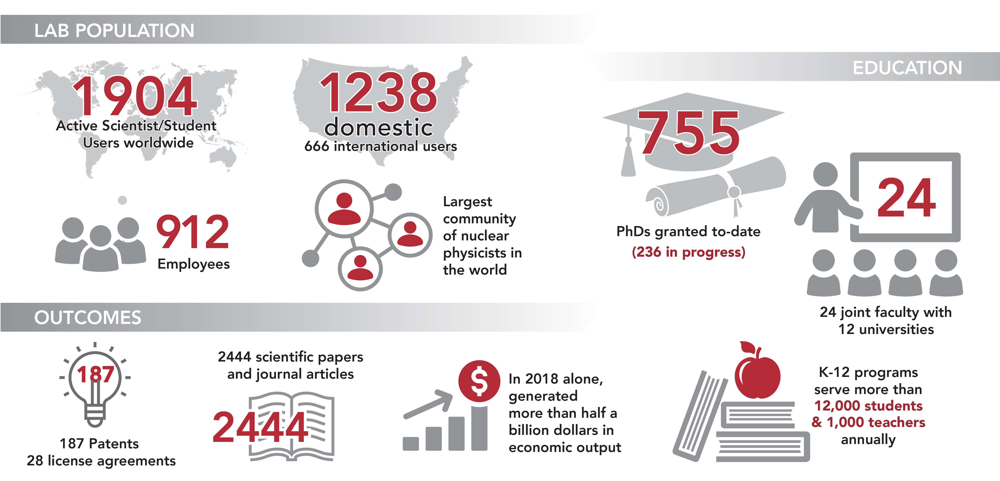 LAB POPULATION
1904
Active Scientist/Student
Users worldwide
1238
domestic
666 international users
912
Employees
Largest
community
of nuclear
physicists in
the world
EDUCATION
755
PhDs granted to-date
(236 in progress)
24
24 joint faculty with
12 universities
K-12 programs
serve more than
12,000 students
& 1,000 teachers
annually
OUTCOMES
187
187 Patents
28 license agreements
2444 scientific papers
and journal articles
2444
$
In 2018 alone,
generated
more than half a
billion dollars in
economic output